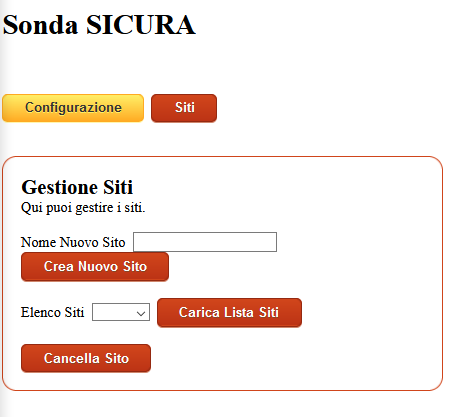 Sonda SICURA
Configurazione Siti
Gestione Siti
Qui puoi gestire i siti.
Nome Nuovo Sito
Crea Nuovo Sito
Elenco Siti Carica Lista Siti
Cancella Sito